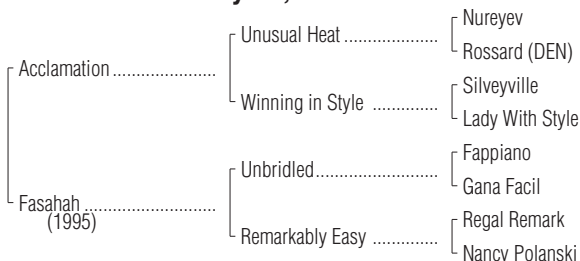 Nureyev
Unusual Heat ....................
Rossard (DEN)
Acclamation ......................
Silveyville
Winning in Style ..............
Lady With Style
Fappiano
Unbridled..........................
Gana Facil
Fasahah ............................
(1995)
Regal Remark
Remarkably Easy ..............
Nancy Polanski